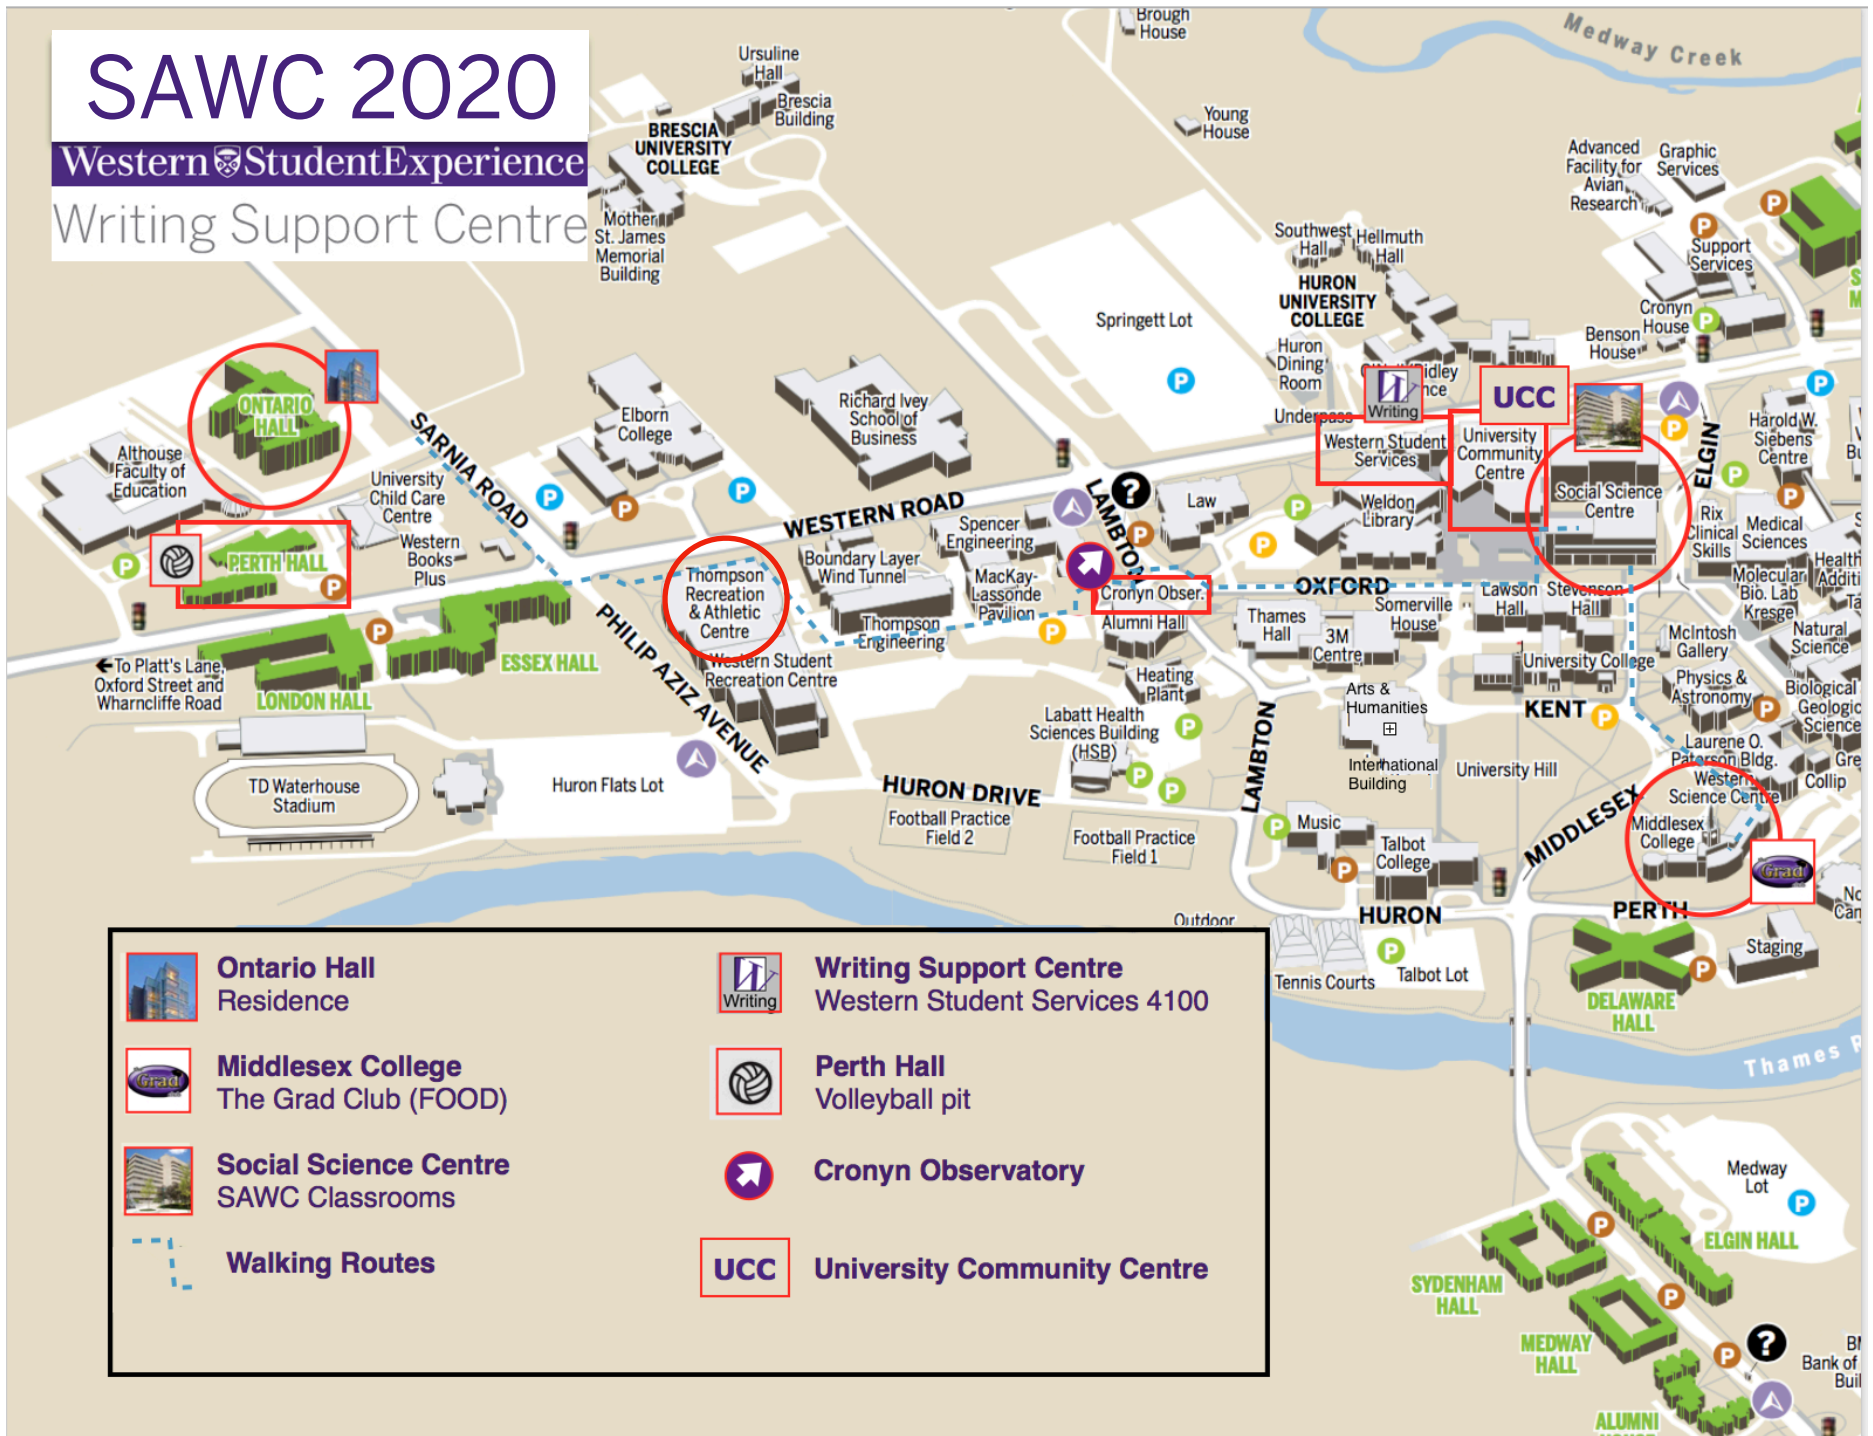 SAWC 2020
Western StudentExperience
Writing Support Centre
Ursuline
Hall
Brescia
Building
BRESCIA
UNIVERSITY
COLLEGE
Mother
St. James
Memorial
Building
Brough
House
Young
House
Medway Creek
Advanced
Facility for
Avian
Research
Graphic
Services
P
P
Support
Services
Cronyn
House
P
Benson
House
Southwest
Hall
Hellmuth
Hall
HURON
UNIVERSITY
COLLEGE
Huron
Dining
Room
Springett Lot
P
Underpass
Writing
UCC
P
P
ONTARIO
HALL
SARNIA ROAD
Althouse
Faculty of
Education
University
Child Care
Centre
Western
Books
Plus
P
PERTH HALL
P
Elborn
College
P
P
P
Richard Ivey
School of
Business
WESTERN ROAD
LAMBTON
?
P
Law
P
P
Spencer
Engineering
Boundary Layer
Wind Tunnel
MacKay-
Lassonde
Pavilion
P
Thompson
Engineering
Thompson
Recreation
& Athletic
Centre
Western Student
Recreation Centre
Western Student
Services
University
Community
Centre
Social Science
Centre
Weldon
Library
ELGIN
Harold W.
Siebens
Centre
P
P
Rix
Clinical
Skills
Medical
Sciences
Molecular
Bio. Lab
Kresge
Natural
Science
OXFORD
Cronyn Obser.
Alumni Hall
Thames
Hall
3M
Centre
Somerville
House
Lawson
Hall
Stevenson
Hall
McIntosh
Gallery
University College
Physics &
Astronomy
P
Biological
KENT
P
Arts &
Humanities
International
Building
University Hill
Laurene O.
Paterson Bldg.
Western
Science Centre
Collip
Middlesex
College
Grad
MIDDLESEX
PERTH
Heating
Plant
Labatt Health
Sciences Building
(HSB)
P
P
P
LAMBTON
P
Music
Talbot
College
P
HURON
P
Talbot Lot
Tennis Courts
Outdoor
DELAWARE
HALL
P
Staging
Thames
PHILIP AZIZ AVENUE
HURON DRIVE
Football Practice
Field 2
Football Practice
Field 1
Huron Flats Lot
TD Waterhouse
Stadium
To Platt's Lane,
Oxford Street and
Wharncliffe Road
P
LONDON HALL
ESSEX HALL
Medway
Lot
P
P
ELGIN HALL
SYDENHAM
HALL
P
MEDWAY
HALL
P
?
Bank of
ALUMNI
Ontario Hall
Residence
Grad
Middlesex College
The Grad Club (FOOD)
Social Science Centre
SAWC Classrooms
Walking Routes
Writing
Writing Support Centre
Western Student Services 4100
Perth Hall
Volleyball pit
Cronyn Observatory
UCC
University Community Centre